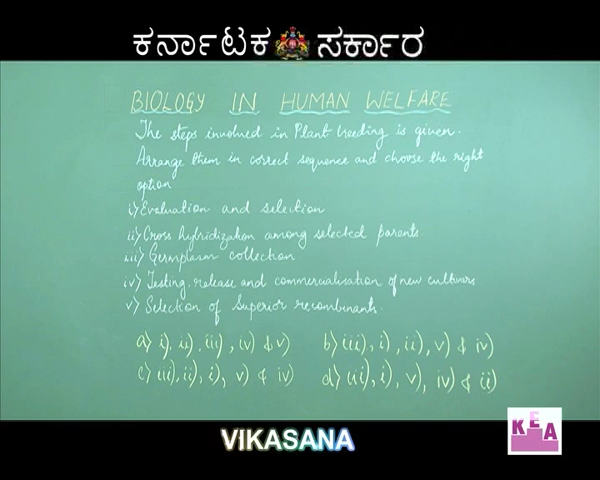 ಕರ್ನಾಟಕ ಸರ್ಕಾರ
BIOLOGY IN HUMAN WELFARE
The steps involved in Plant breeding is given.
Arrange them in correct sequence and choose the right
option
i) Evaluation and selection
ii) Cross hybridization among selected parents.
iii) Germplasm collection
iv) Testing, release and commercialisation of new cultivars
v) Selection of Superior recombinants.
a) i), ii), iii), iv) & v) b) iii), i), ii), v) & iv)
c) iii), ii), i), v) & iv) d) iii), i), v), iv) & ii)
KEA
VIKASANA